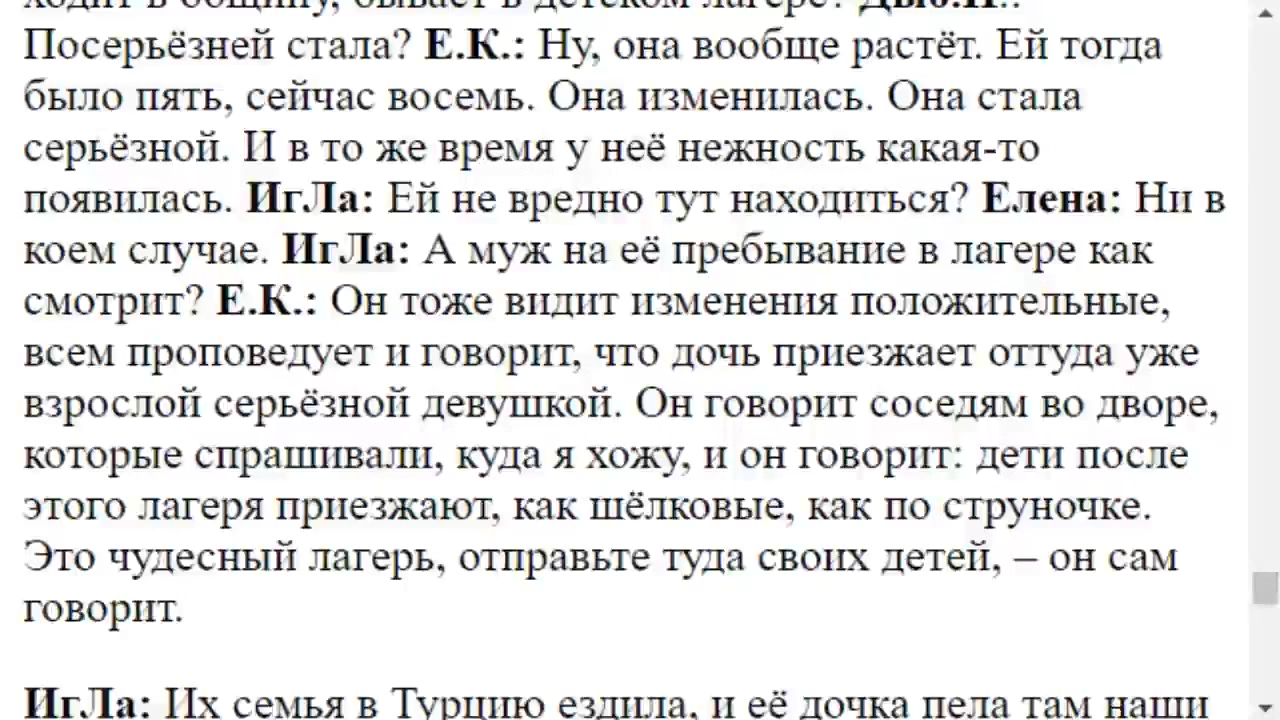 ходит в общину, бывает в детском лагере?
Посерьёзней стала? Е.К.: Ну, она вообще растёт. Ей тогда
было пять, сейчас восемь. Она изменилась. Она стала
серьёзной. И в то же время у неё нежность какая-то
появилась. ИгЛа: Ей не вредно тут находиться? Елена: Ни в
коем случае. ИгЛа: А муж на её пребывание в лагере как
смотрит? Е.К.: Он тоже видит изменения положительные,
всем проповедует и говорит, что дочь приезжает оттуда уже
взрослой серьёзной девушкой. Он говорит соседям во дворе,
которые спрашивали, куда я хожу, и он говорит: дети после
этого лагеря приезжают, как шёлковые, как по струночке.
Это чудесный лагерь, отправьте туда своих детей, – он сам
говорит.
ИгЛа: Их семья в Турцию ездила, и её дочка пела там наши